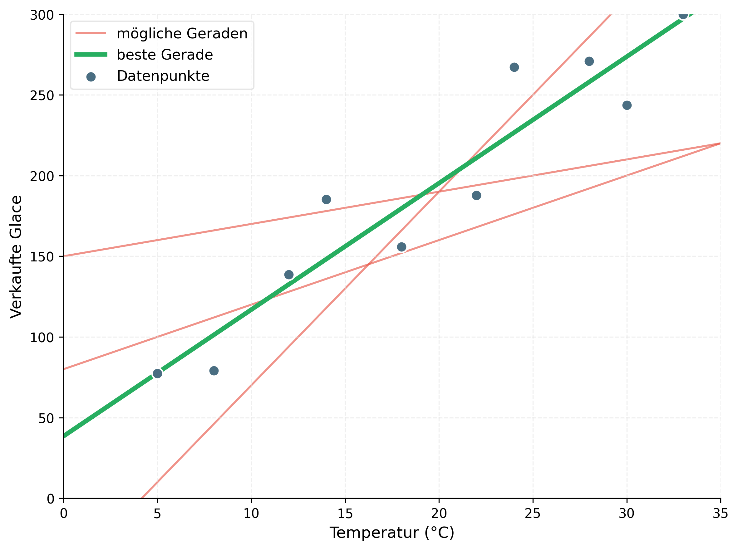 mögliche Geraden
beste Gerade
Datenpunkte
Verkaufte Glace
300
250
200
150
100
50
0
0 5 10 15 20 25 30 35
Temperatur (°C)